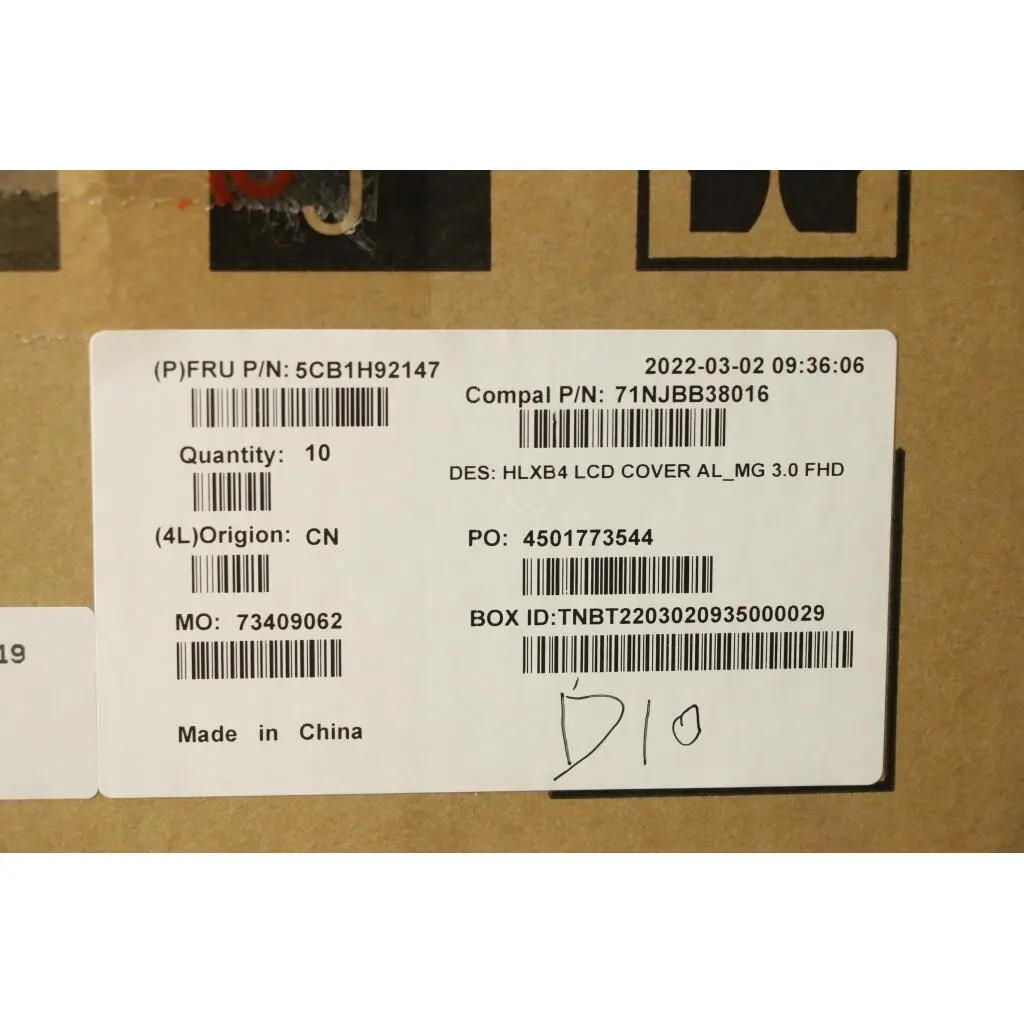 (P)FRU P/N: 5CB1H92147
2022-03-02 09:36:06
Compal P/N: 71NJBB38016
Quantity: 10
DES: HLXB4 LCD COVER AL_MG 3.0 FHD
(4L)Origion: CN
PO: 4501773544
MO: 73409062
BOX ID:TNBT2203020935000029
19
Made in China
D10